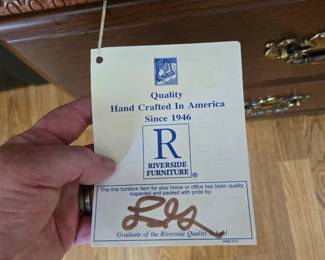 Quality
Hand Crafted In America
Since 1946
R
RIVERSIDE
FURNITURE®
This fine furniture item for your home or office has been quality
inspected and packed with pride by:
Graduate of the Riverside Quality